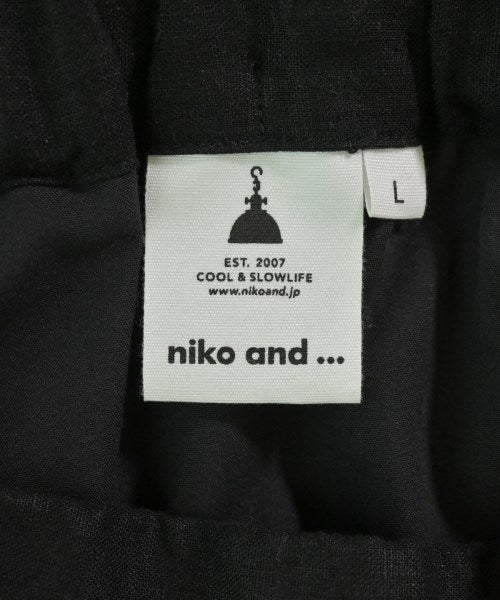 L
EST. 2007
COOL & SLOWLIFE
www.nikoand.jp
niko and ...